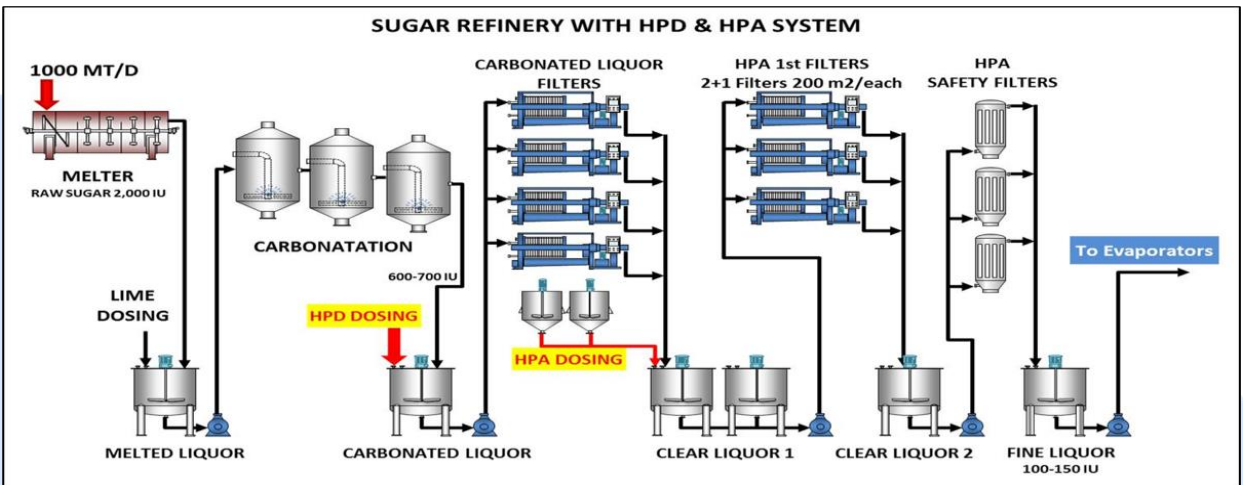 SUGAR REFINERY WITH HPD & HPA SYSTEM
1000 MT/D
MELTER
RAW SUGAR 2,000 IU
LIME
DOSING
MELTED LIQUOR
CARBONATATION
600-700 IU
HPD DOSING
CARBONATED LIQUOR
CARBONATED LIQUOR
FILTERS
HPA DOSING
CLEAR LIQUOR 1
HPA 1st FILTERS
2+1 Filters 200 m2/each
CLEAR LIQUOR 2
HPA
SAFETY FILTERS
FINE LIQUOR
100-150 IU
To Evaporators